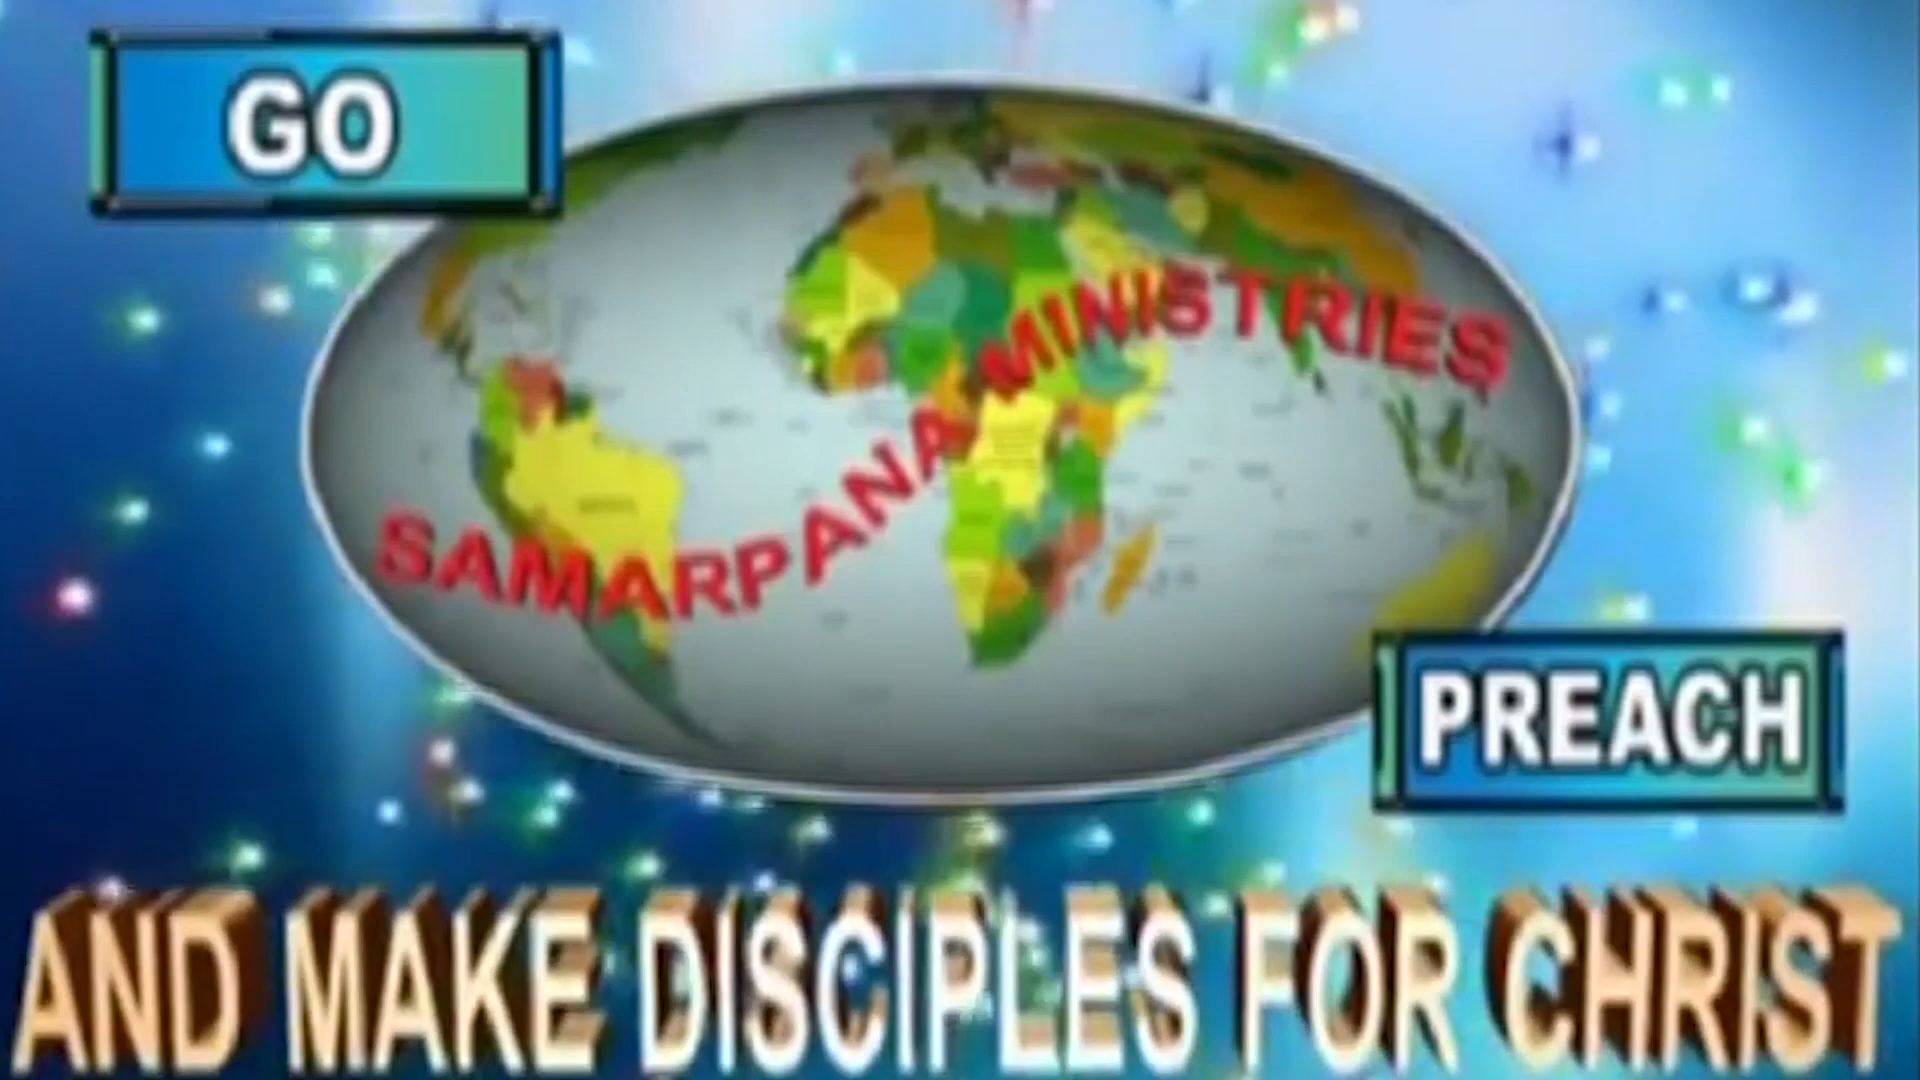 GO
SAMARPANA MINISTRIES
PREACH
AND MAKE DISCIPLES FOR CHRIST